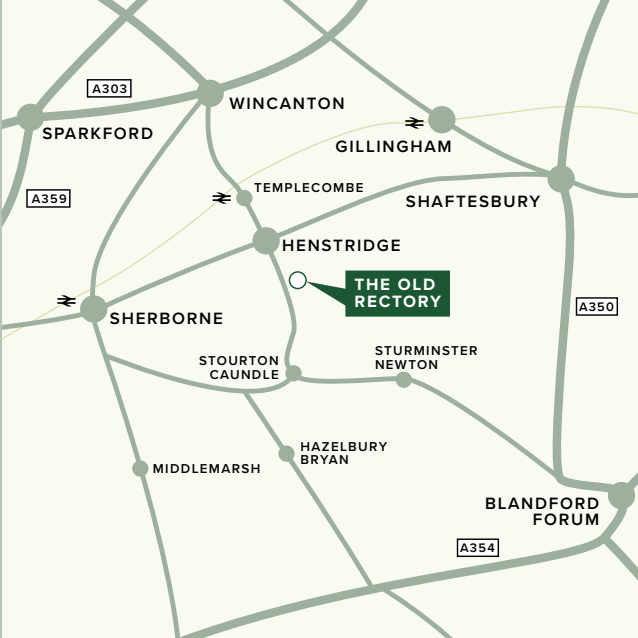 A303
WINCANTON
SPARKFORD
GILLINGHAM
A359
TEMPLECOMBE
SHAFTESBURY
HENSTRIDGE
THE OLD
RECTORY
A350
SHERBORNE
STOURTON
CAUNDLE
STURMINSTER
NEWTON
HAZELBURY
BRYAN
MIDDLEMARSH
BLANDFORD
FORUM
A354